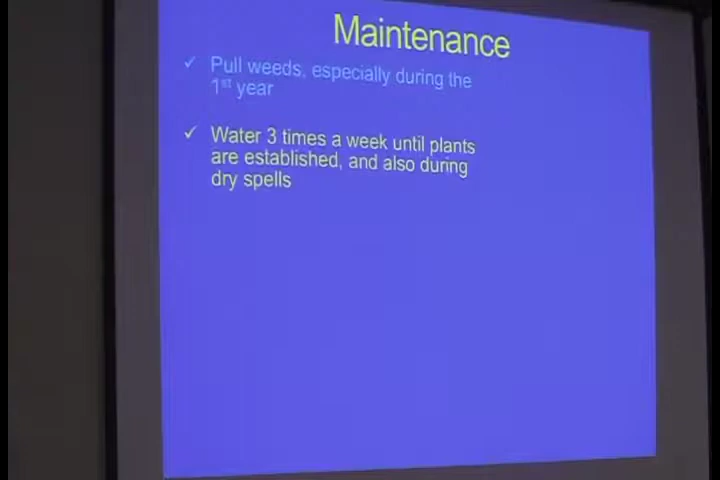 Maintenance
✓ Pull weeds, especially during the
1st year
✓ Water 3 times a week until plants
are established, and also during
dry spells